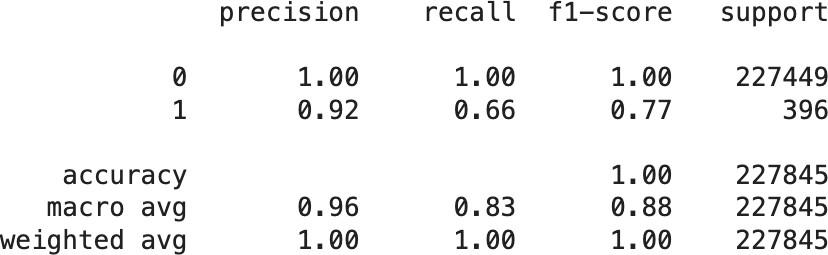 precision recall f1-score support
0 1.00 1.00 1.00 227449
1 0.92 0.66 0.77 396
accuracy 1.00 227845
macro avg 0.96 0.83 0.88 227845
weighted avg 1.00 1.00 1.00 227845